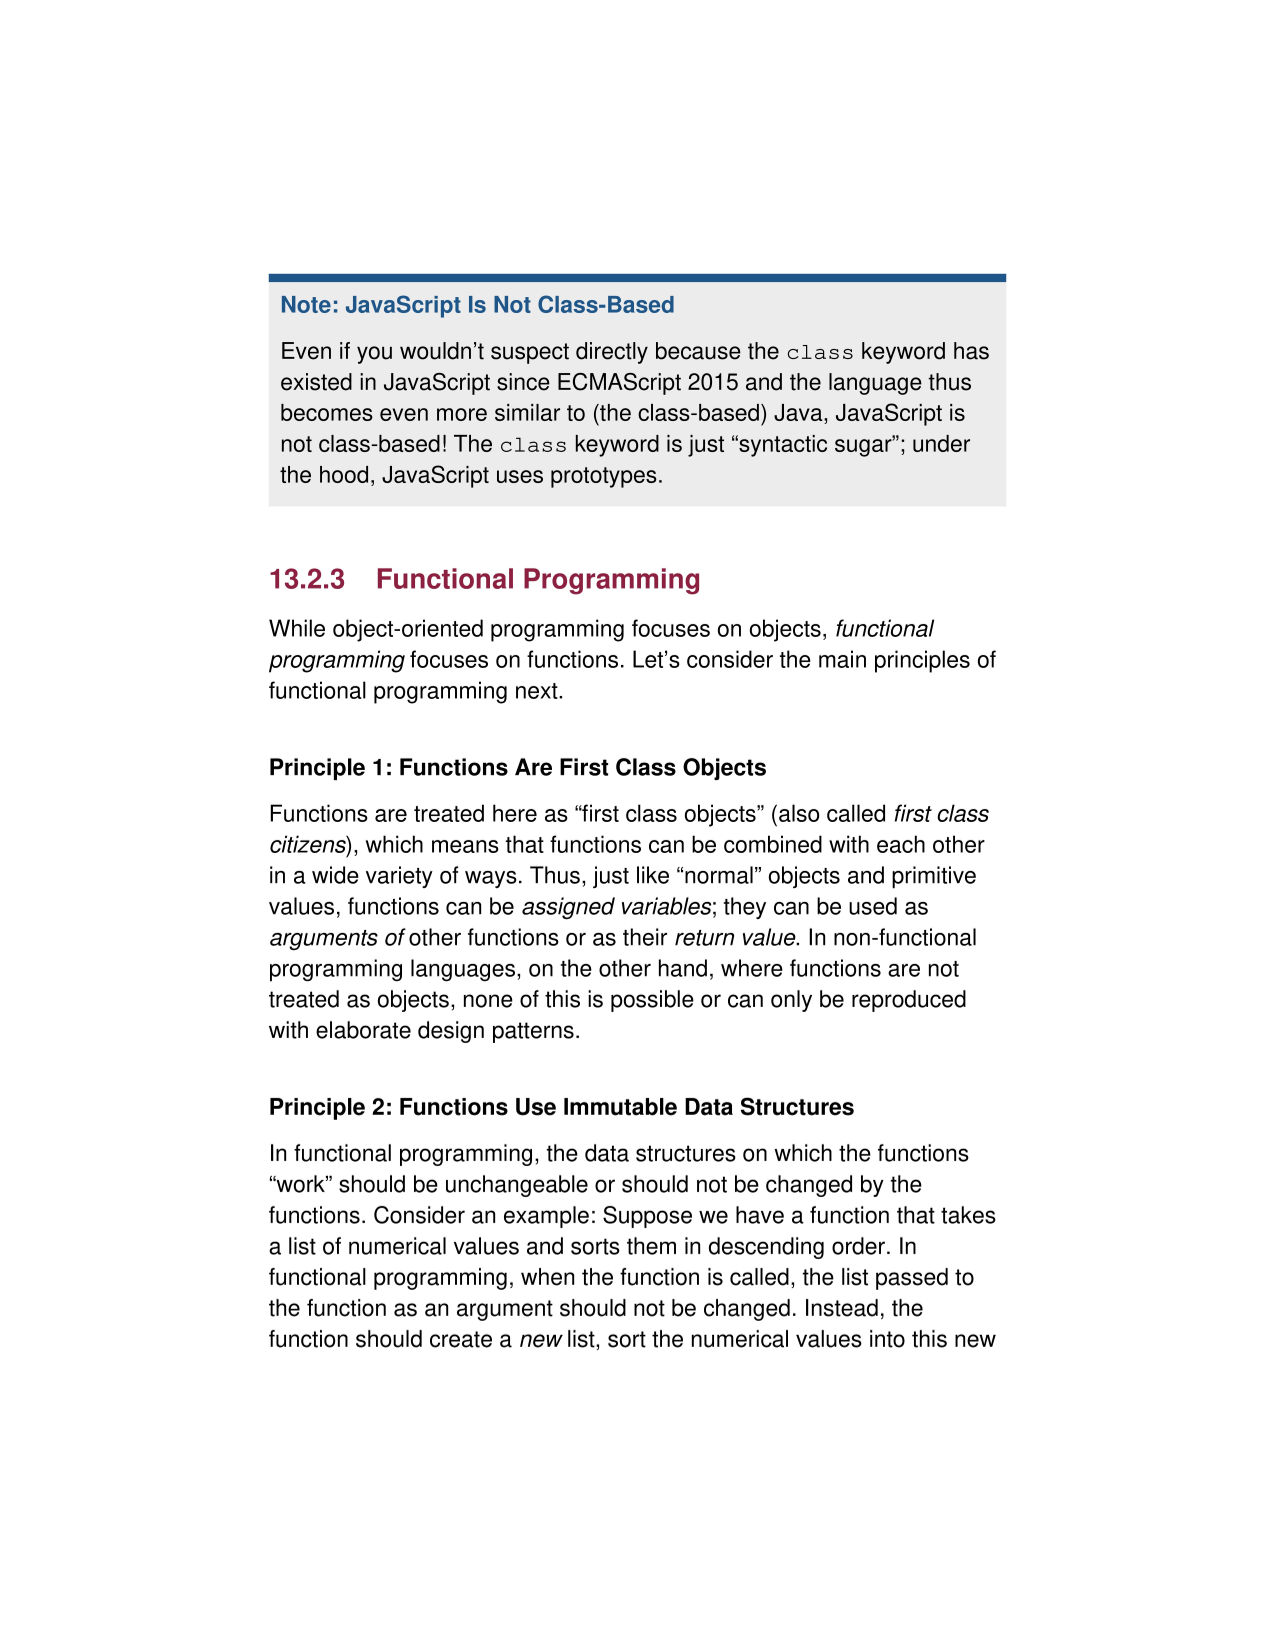 Note: JavaScript Is Not Class-Based
Even if you wouldn’t suspect directly because the class keyword has
existed in JavaScript since ECMAScript 2015 and the language thus
becomes even more similar to (the class-based) Java, JavaScript is
not class-based! The class keyword is just “syntactic sugar”; under
the hood, JavaScript uses prototypes.
13.2.3 Functional Programming
While object-oriented programming focuses on objects, functional
programming focuses on functions. Let’s consider the main principles of
functional programming next.
Principle 1: Functions Are First Class Objects
Functions are treated here as “first class objects” (also called first class
citizens), which means that functions can be combined with each other
in a wide variety of ways. Thus, just like “normal” objects and primitive
values, functions can be assigned variables; they can be used as
arguments of other functions or as their return value. In non-functional
programming languages, on the other hand, where functions are not
treated as objects, none of this is possible or can only be reproduced
with elaborate design patterns.
Principle 2: Functions Use Immutable Data Structures
In functional programming, the data structures on which the functions
“work” should be unchangeable or should not be changed by the
functions. Consider an example: Suppose we have a function that takes
a list of numerical values and sorts them in descending order. In
functional programming, when the function is called, the list passed to
the function as an argument should not be changed. Instead, the
function should create a new list, sort the numerical values into this new